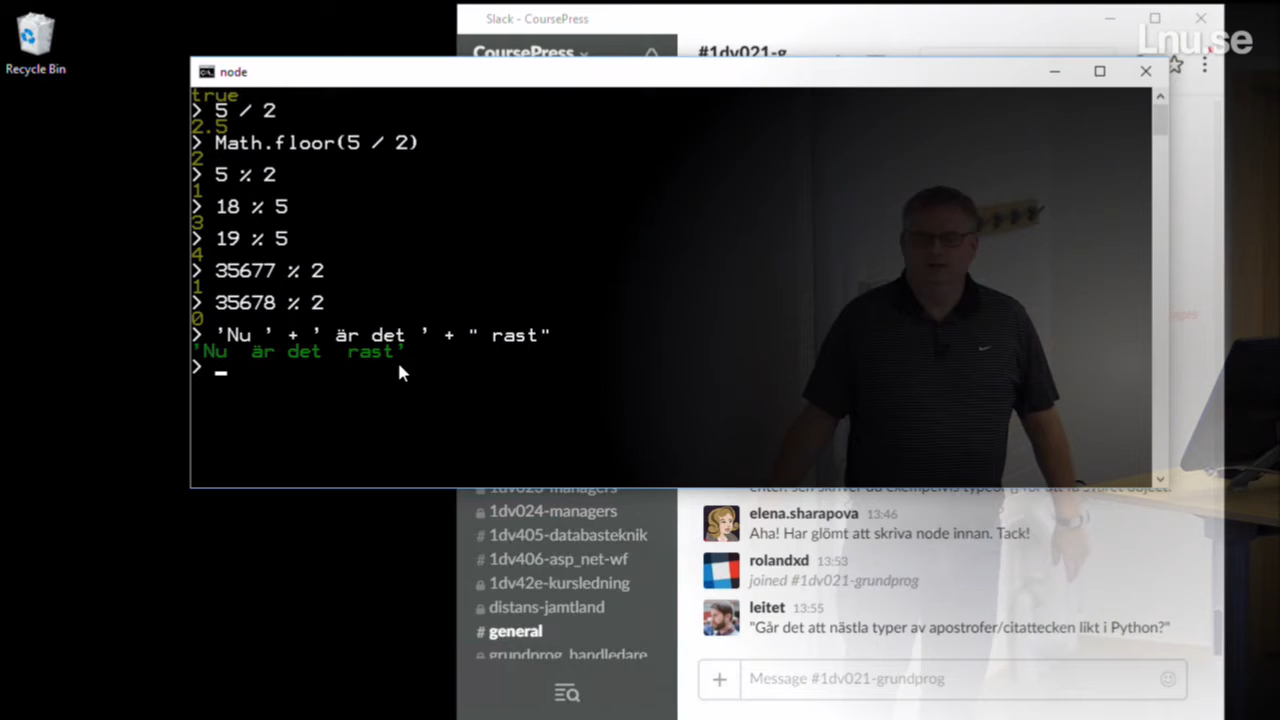 Slack - CoursePress
Lnu.se
CoursePress
#1dv021-g
Recycle Bin
node
true
> 5 / 2
2.5
> Math.floor(5 / 2)
2
> 5 % 2
1
> 18 % 5
3
> 19 % 5
4
> 35677 % 2
1
> 35678 % 2
0
> 'Nu ' + ' är det ' + " rast"
'Nu  är det  rast'
>
1dv023-managers
1dv024-managers
# 1dv405-databasteknik
# 1dv406-asp_net-wf
1dv42e-kursledning
distans-jamtland
# general
grundprog_handledare
elena.sharapova 13:46
Aha! Har glömt att skriva node innan. Tack!
rolandxd 13:53
joined #1dv021-grundprog
leitet 13:55
"Går det att nästla typer av apostrofer/citattecken likt i Python?"
Message #1dv021-grundprog